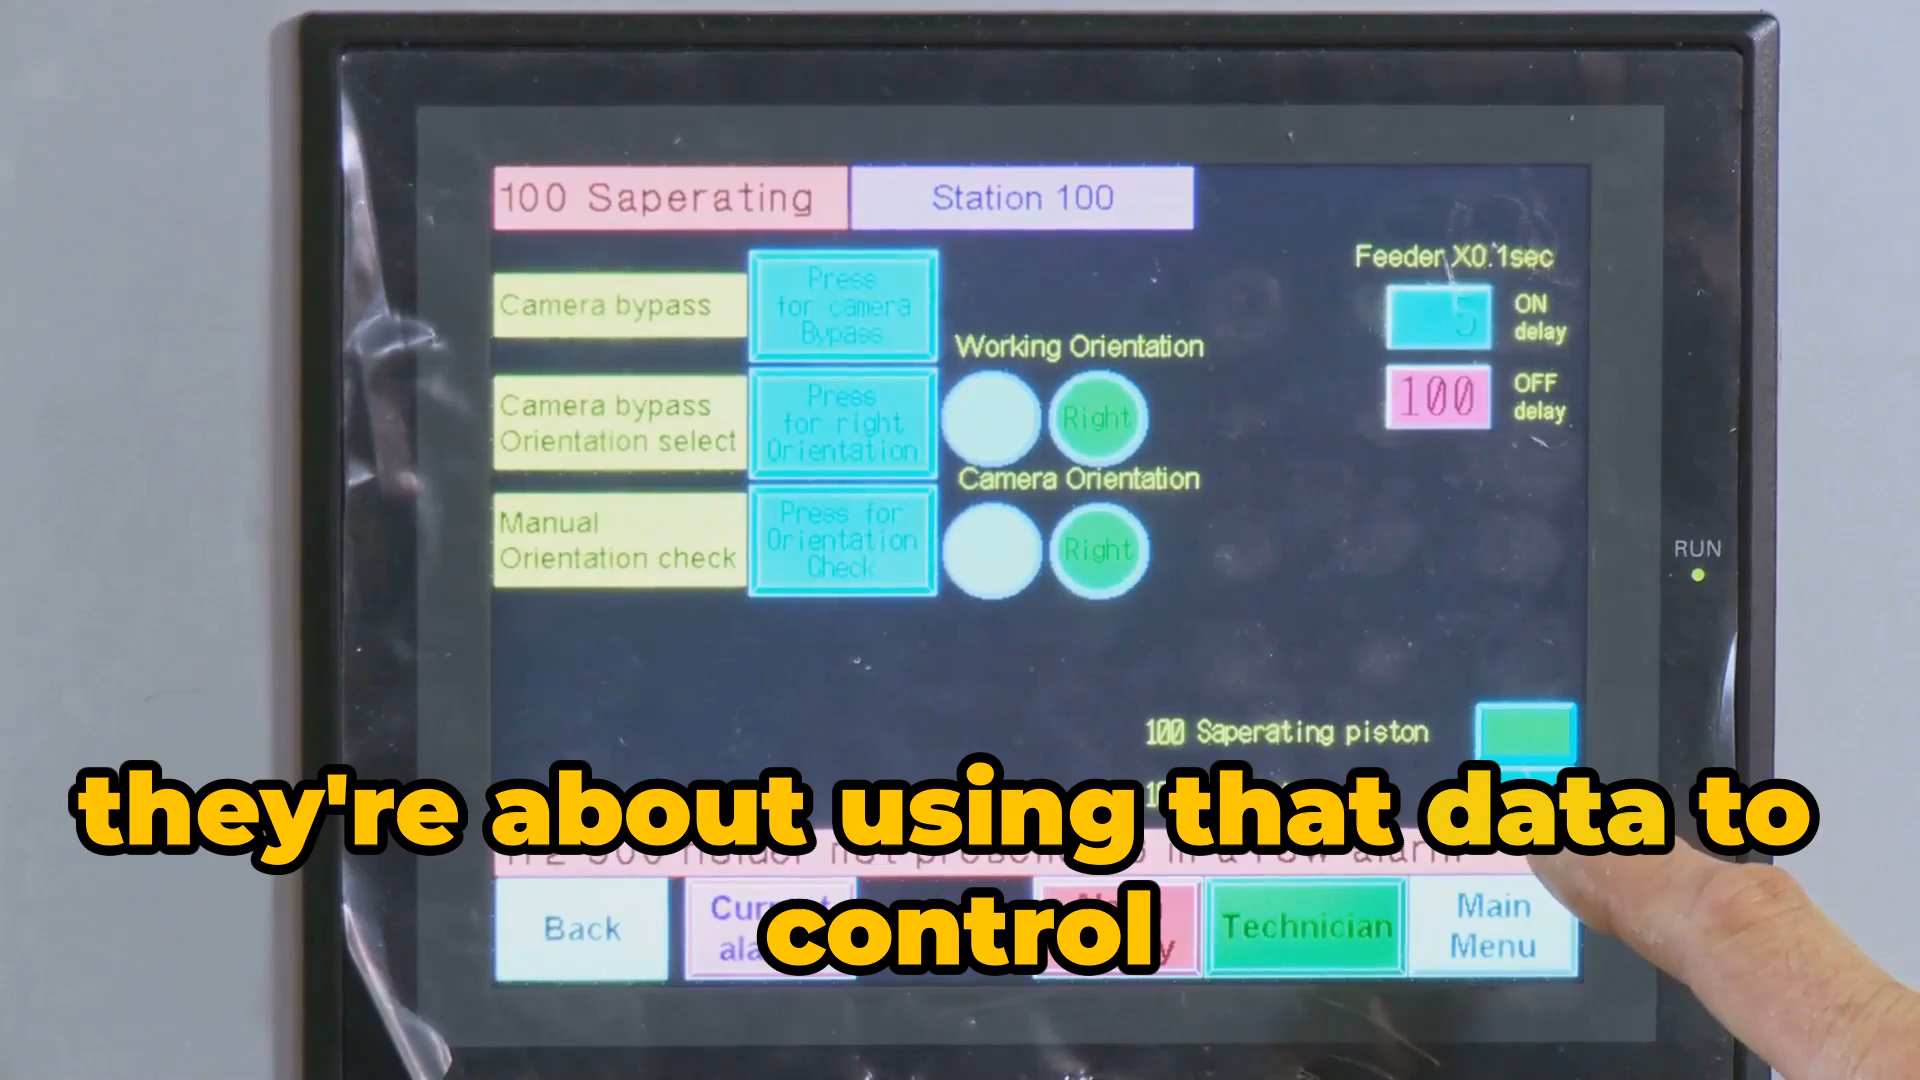 100 Saperating
Station 100
Feeder X0.1sec
Camera bypass
Press
for camera
Bypass
5
ON
delay
Working Orientation
100
OFF
delay
Camera bypass
Orientation select
Press
for right
Orientation
Right
Camera Orientation
Manual
Orientation check
Press for
Orientation
Check
Right
RUN
100 Saperating piston
they're about using that data to
control
Back
Technician
Main
Menu